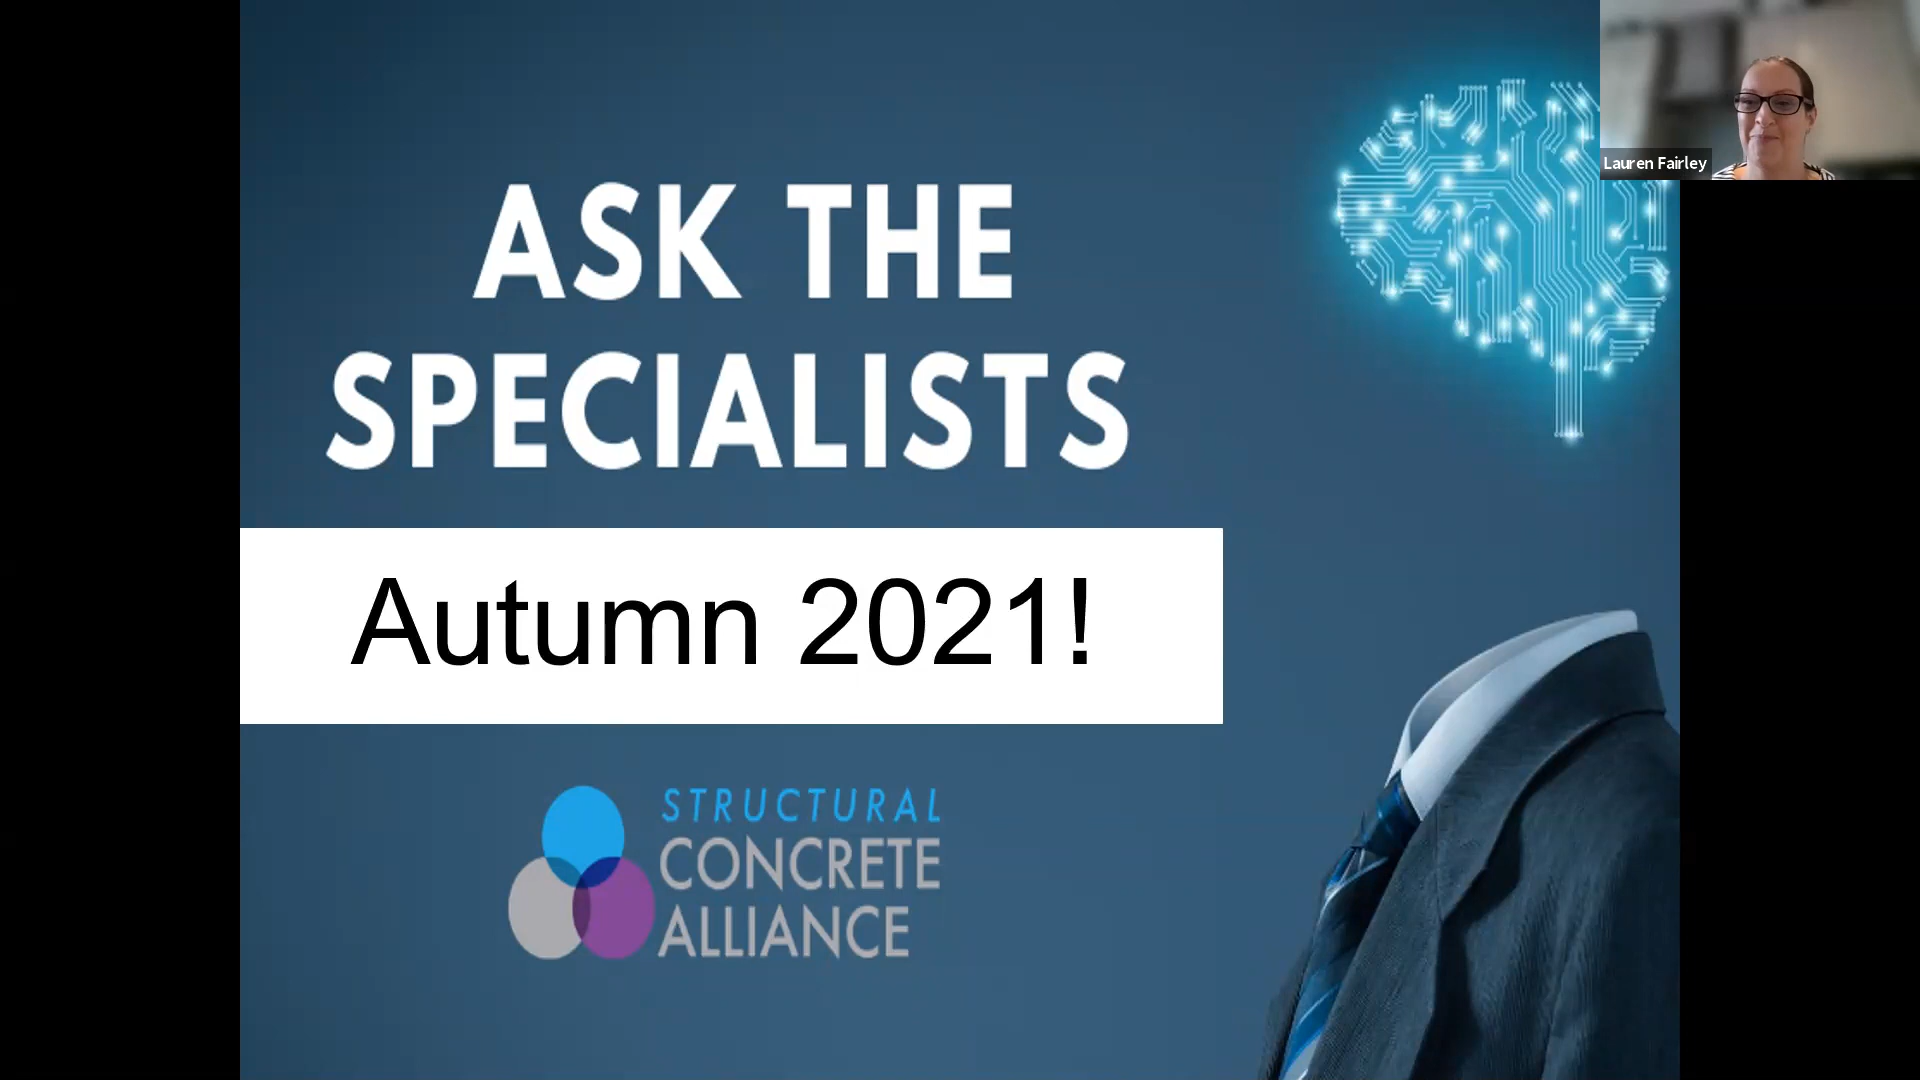 ASK THE
SPECIALISTS
Autumn 2021!
STRUCTURAL
CONCRETE
ALLIANCE
Lauren Fairley